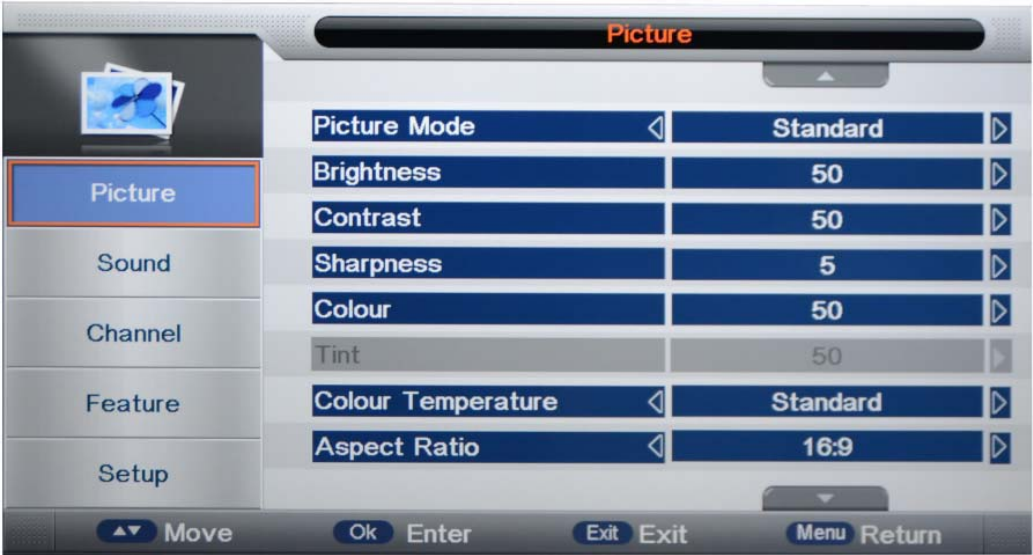 Picture
Picture Mode Standard
Brightness 50
Contrast 50
Sharpness 5
Colour 50
Tint 50
Colour Temperature Standard
Aspect Ratio 16:9
Picture
Sound
Channel
Feature
Setup
Move Ok Enter Exit Exit Menu Return